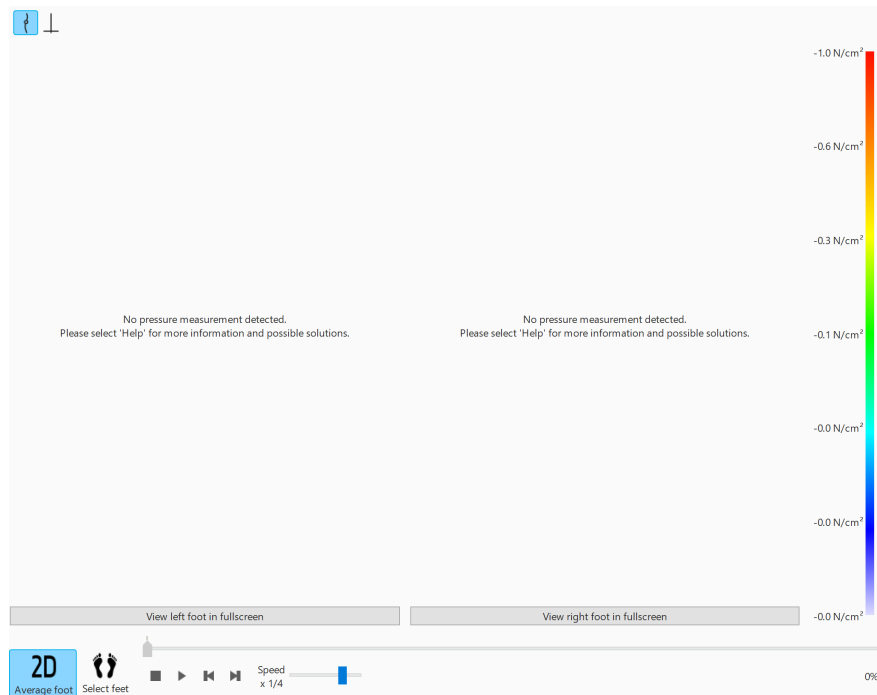 -1.0 N/cm²
-0.6 N/cm²
-0.3 N/cm²
No pressure measurement detected.
Please select 'Help' for more information and possible solutions.
No pressure measurement detected.
Please select 'Help' for more information and possible solutions.
-0.1 N/cm²
-0.0 N/cm²
-0.0 N/cm²
View left foot in fullscreen
View right foot in fullscreen
-0.0 N/cm²
2D
Average foot
Select feet
Speed
x 1/4
0%